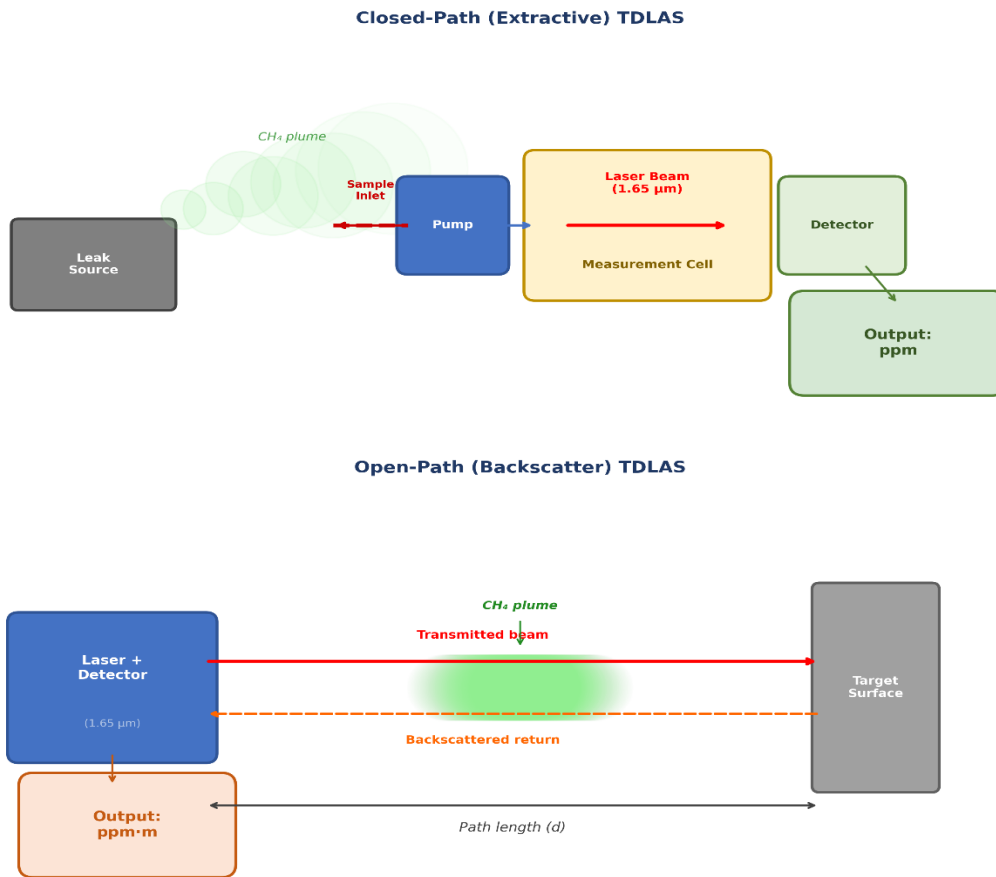 Closed-Path (Extractive) TDLAS
CH₄ plume
Sample
Inlet
Laser Beam
(1.65 μm)
Pump
Detector
Leak
Source
Measurement Cell
Output:
ppm
Open-Path (Backscatter) TDLAS
CH₄ plume
Transmitted beam
Laser +
Detector
(1.65 μm)
Target
Surface
Backscattered return
Output:
ppm·m
Path length (d)